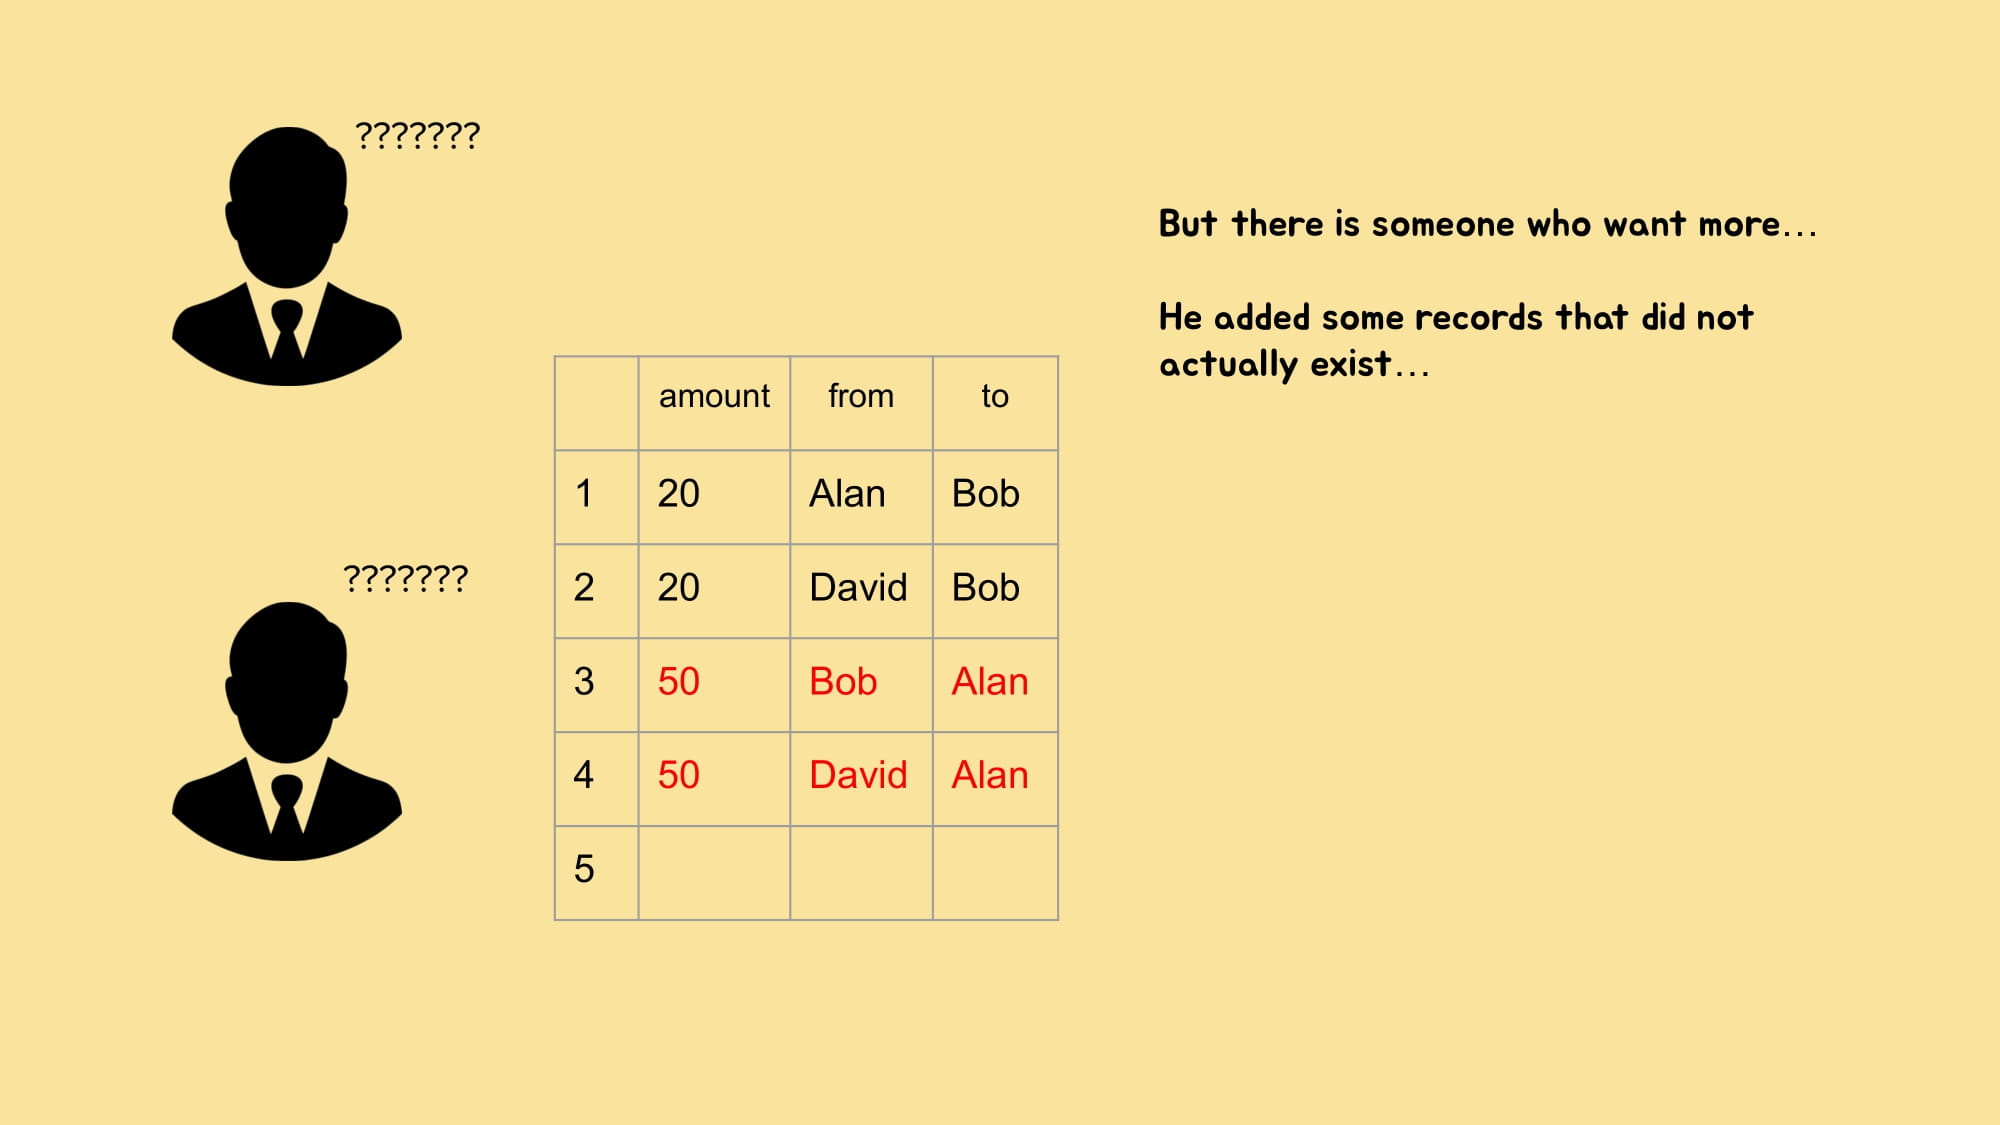 ???????
But there is someone who want more...
He added some records that did not
actually exist...
amount from to
1 20 Alan Bob
???????
2 20 David Bob
3 50 Bob Alan
4 50 David Alan
5